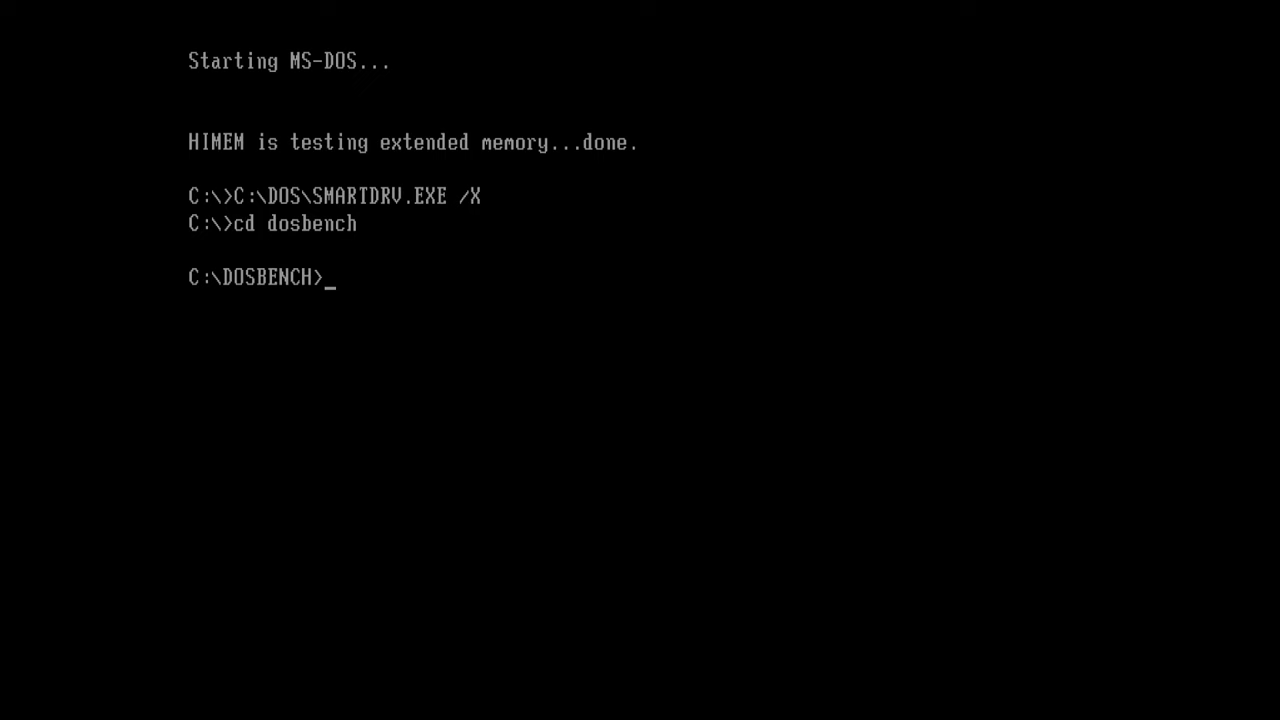 Starting MS-DOS...
HIMEM is testing extended memory...done.
C:\>C:\DOS\SMARTDRV.EXE /X
C:\>cd dosbench
C:\DOSBENCH>_